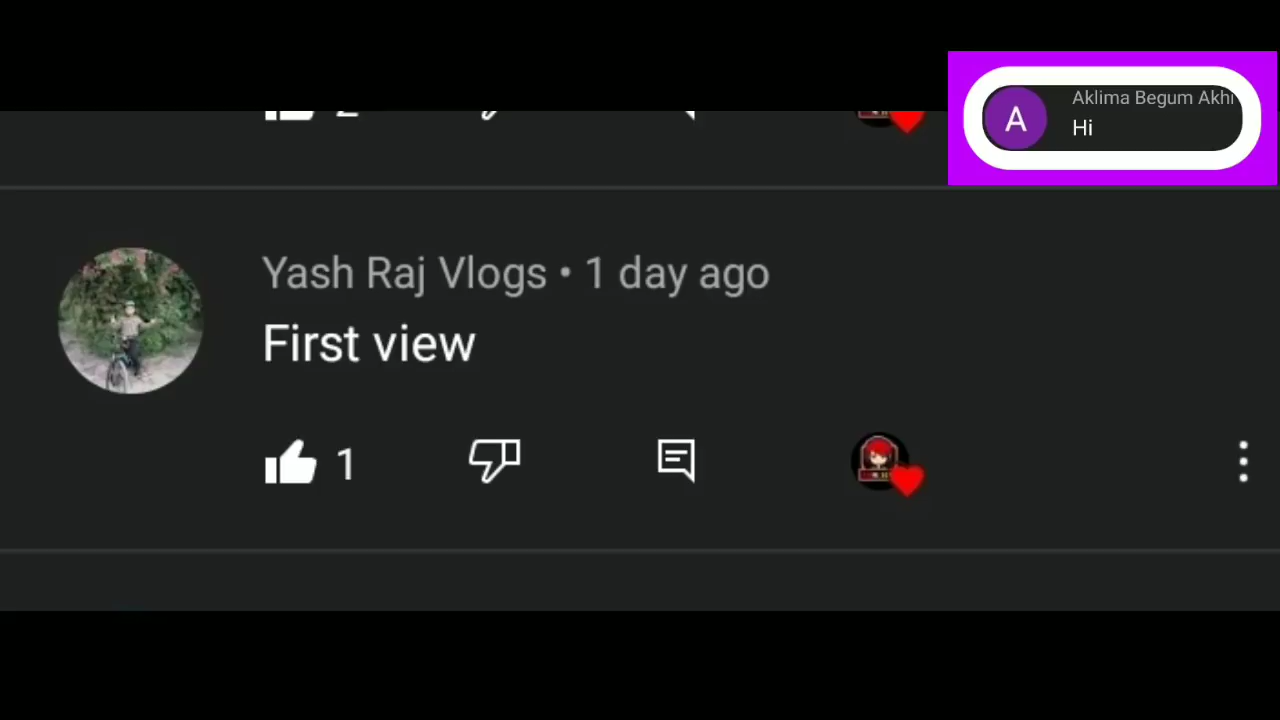 Aklima Begum Akhi
A
Hi
Yash Raj Vlogs • 1 day ago
First view
1